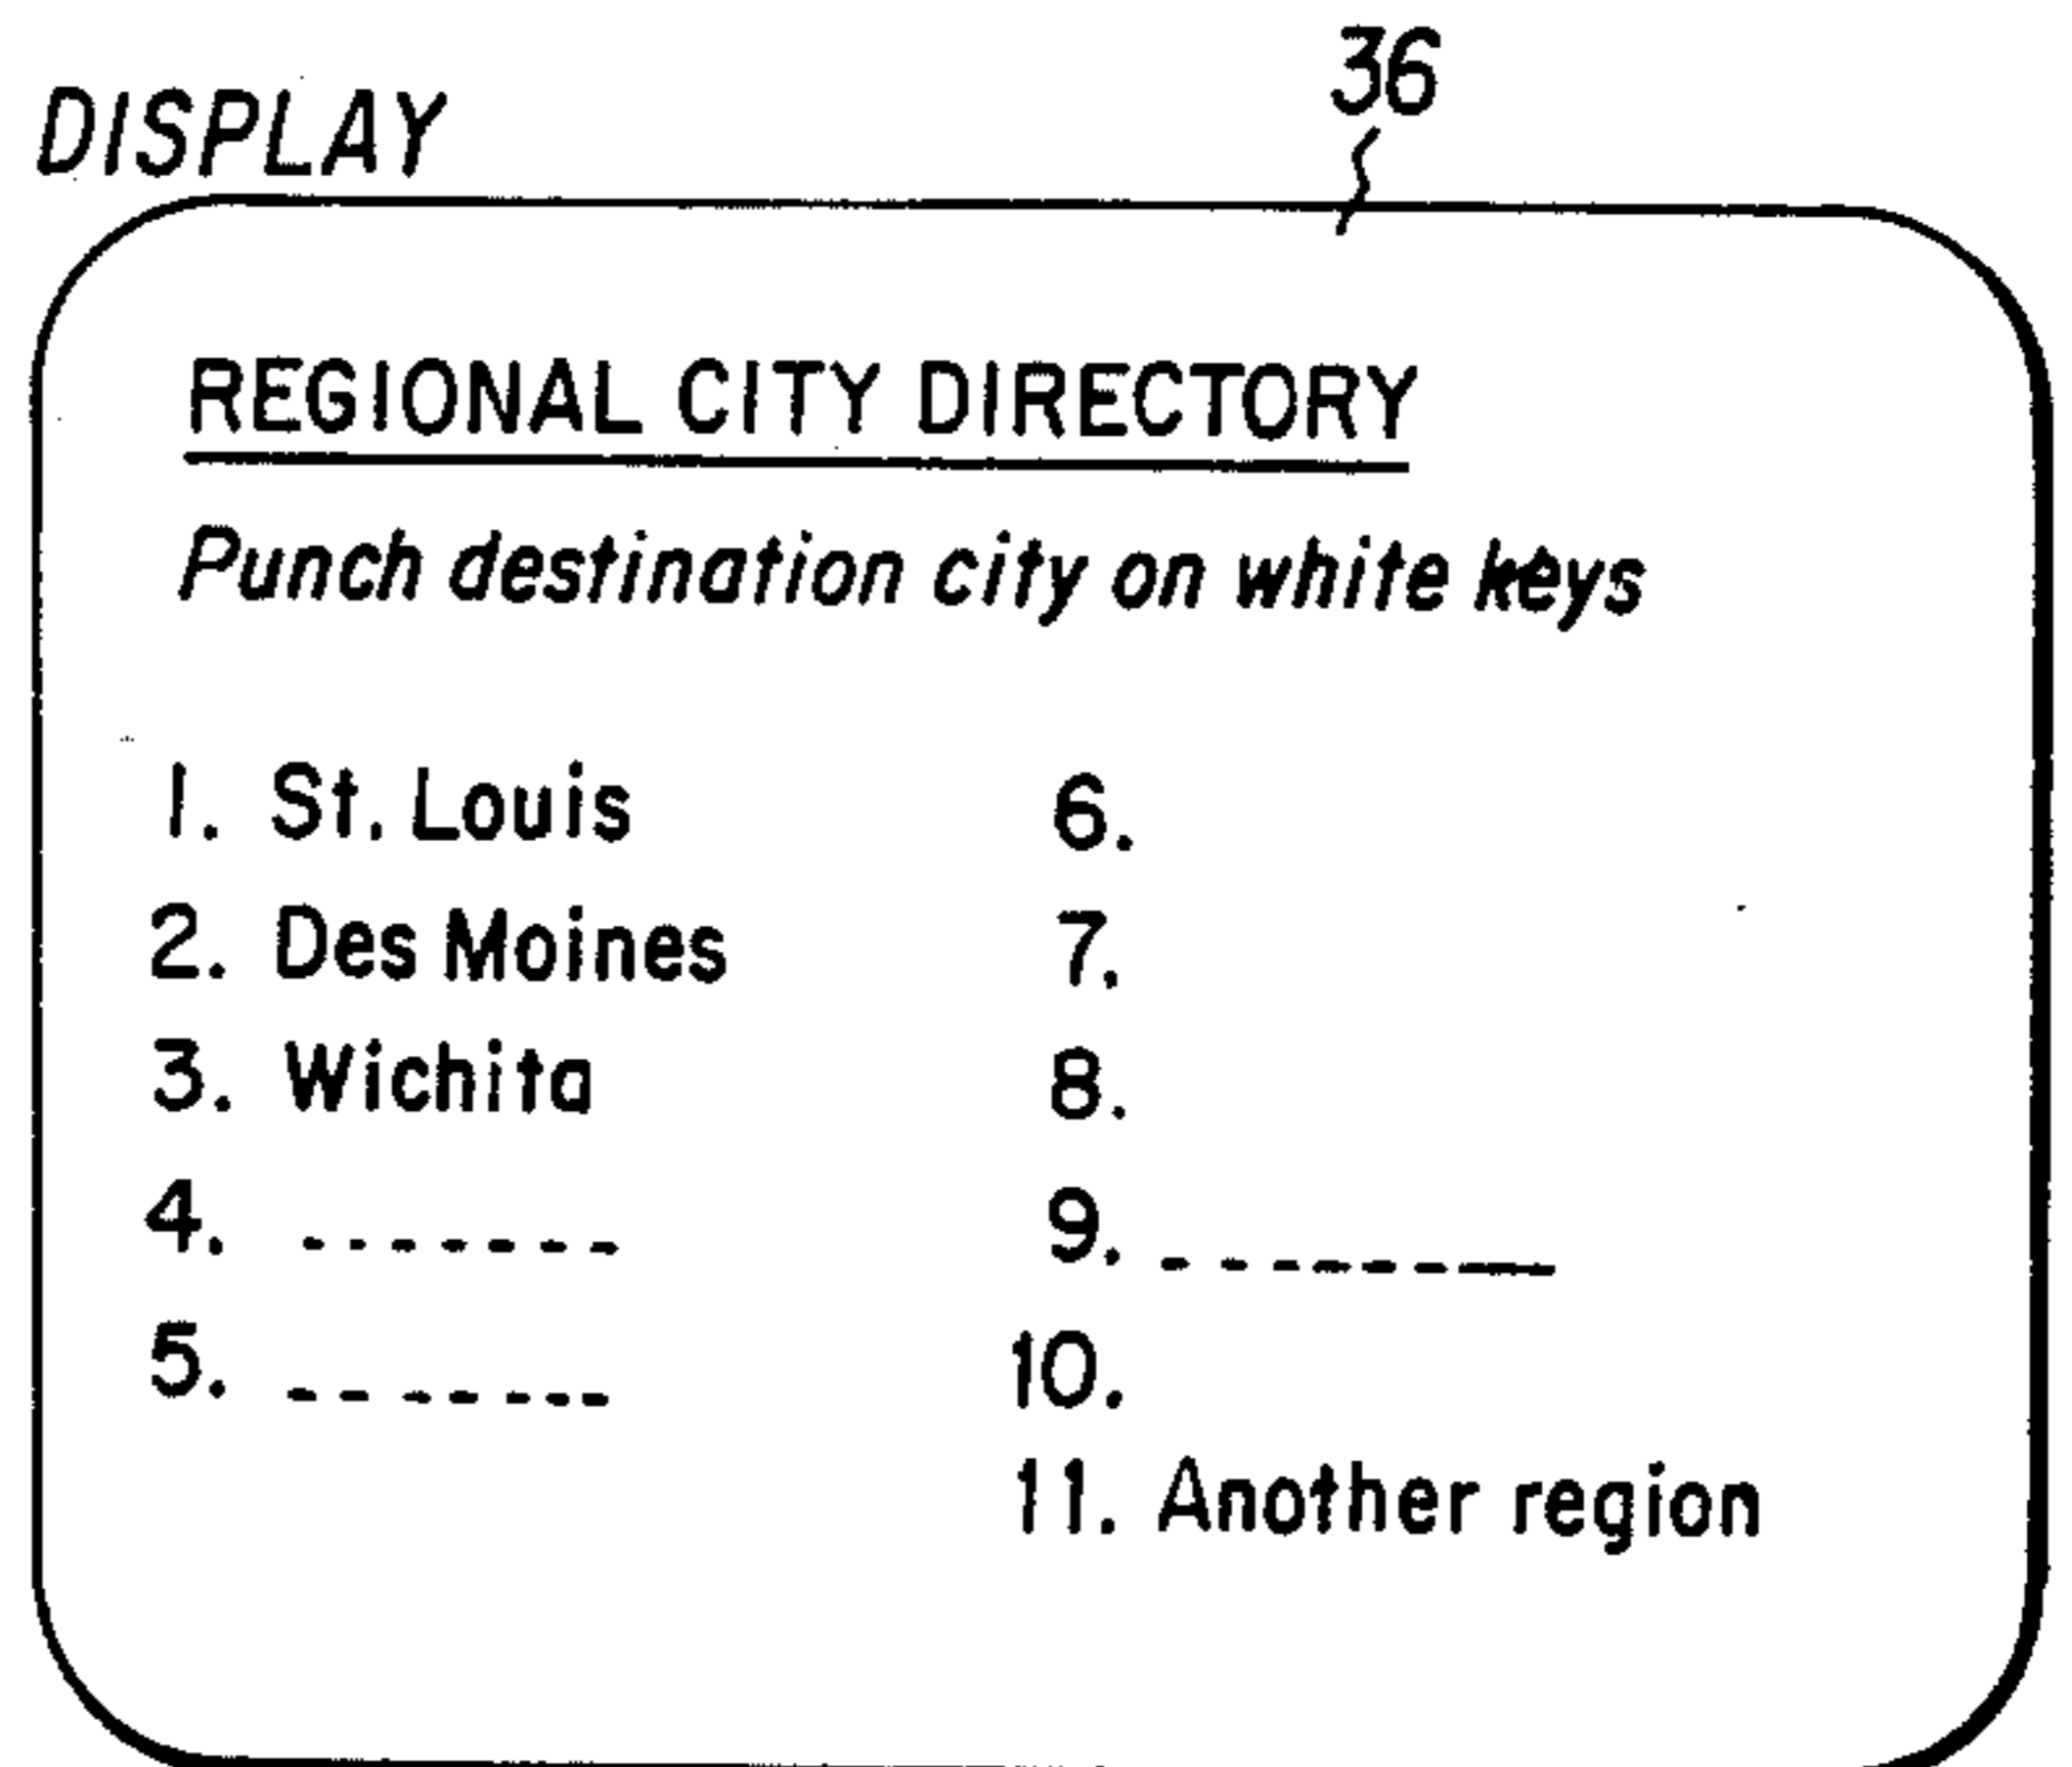 36
DISPLAY
REGIONAL CITY DIRECTORY
Punch destination city on white keys
1. St. Louis
2. Des Moines
3. Wichita
4. -------
5. -------
6.
7.
8.
9. -------
10.
11. Another region